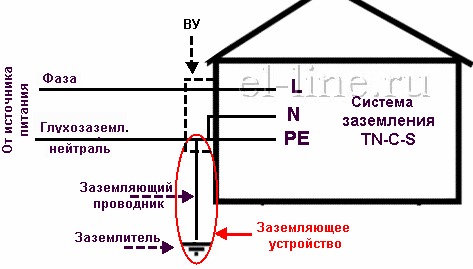 ВУ
От источника
питания
Фаза
L
el-line.ru
Глухозаземл.
нейтраль
N
PE
Система
заземления
TN-C-S
Заземляющий
проводник
Заземлитель
Заземляющее
устройство